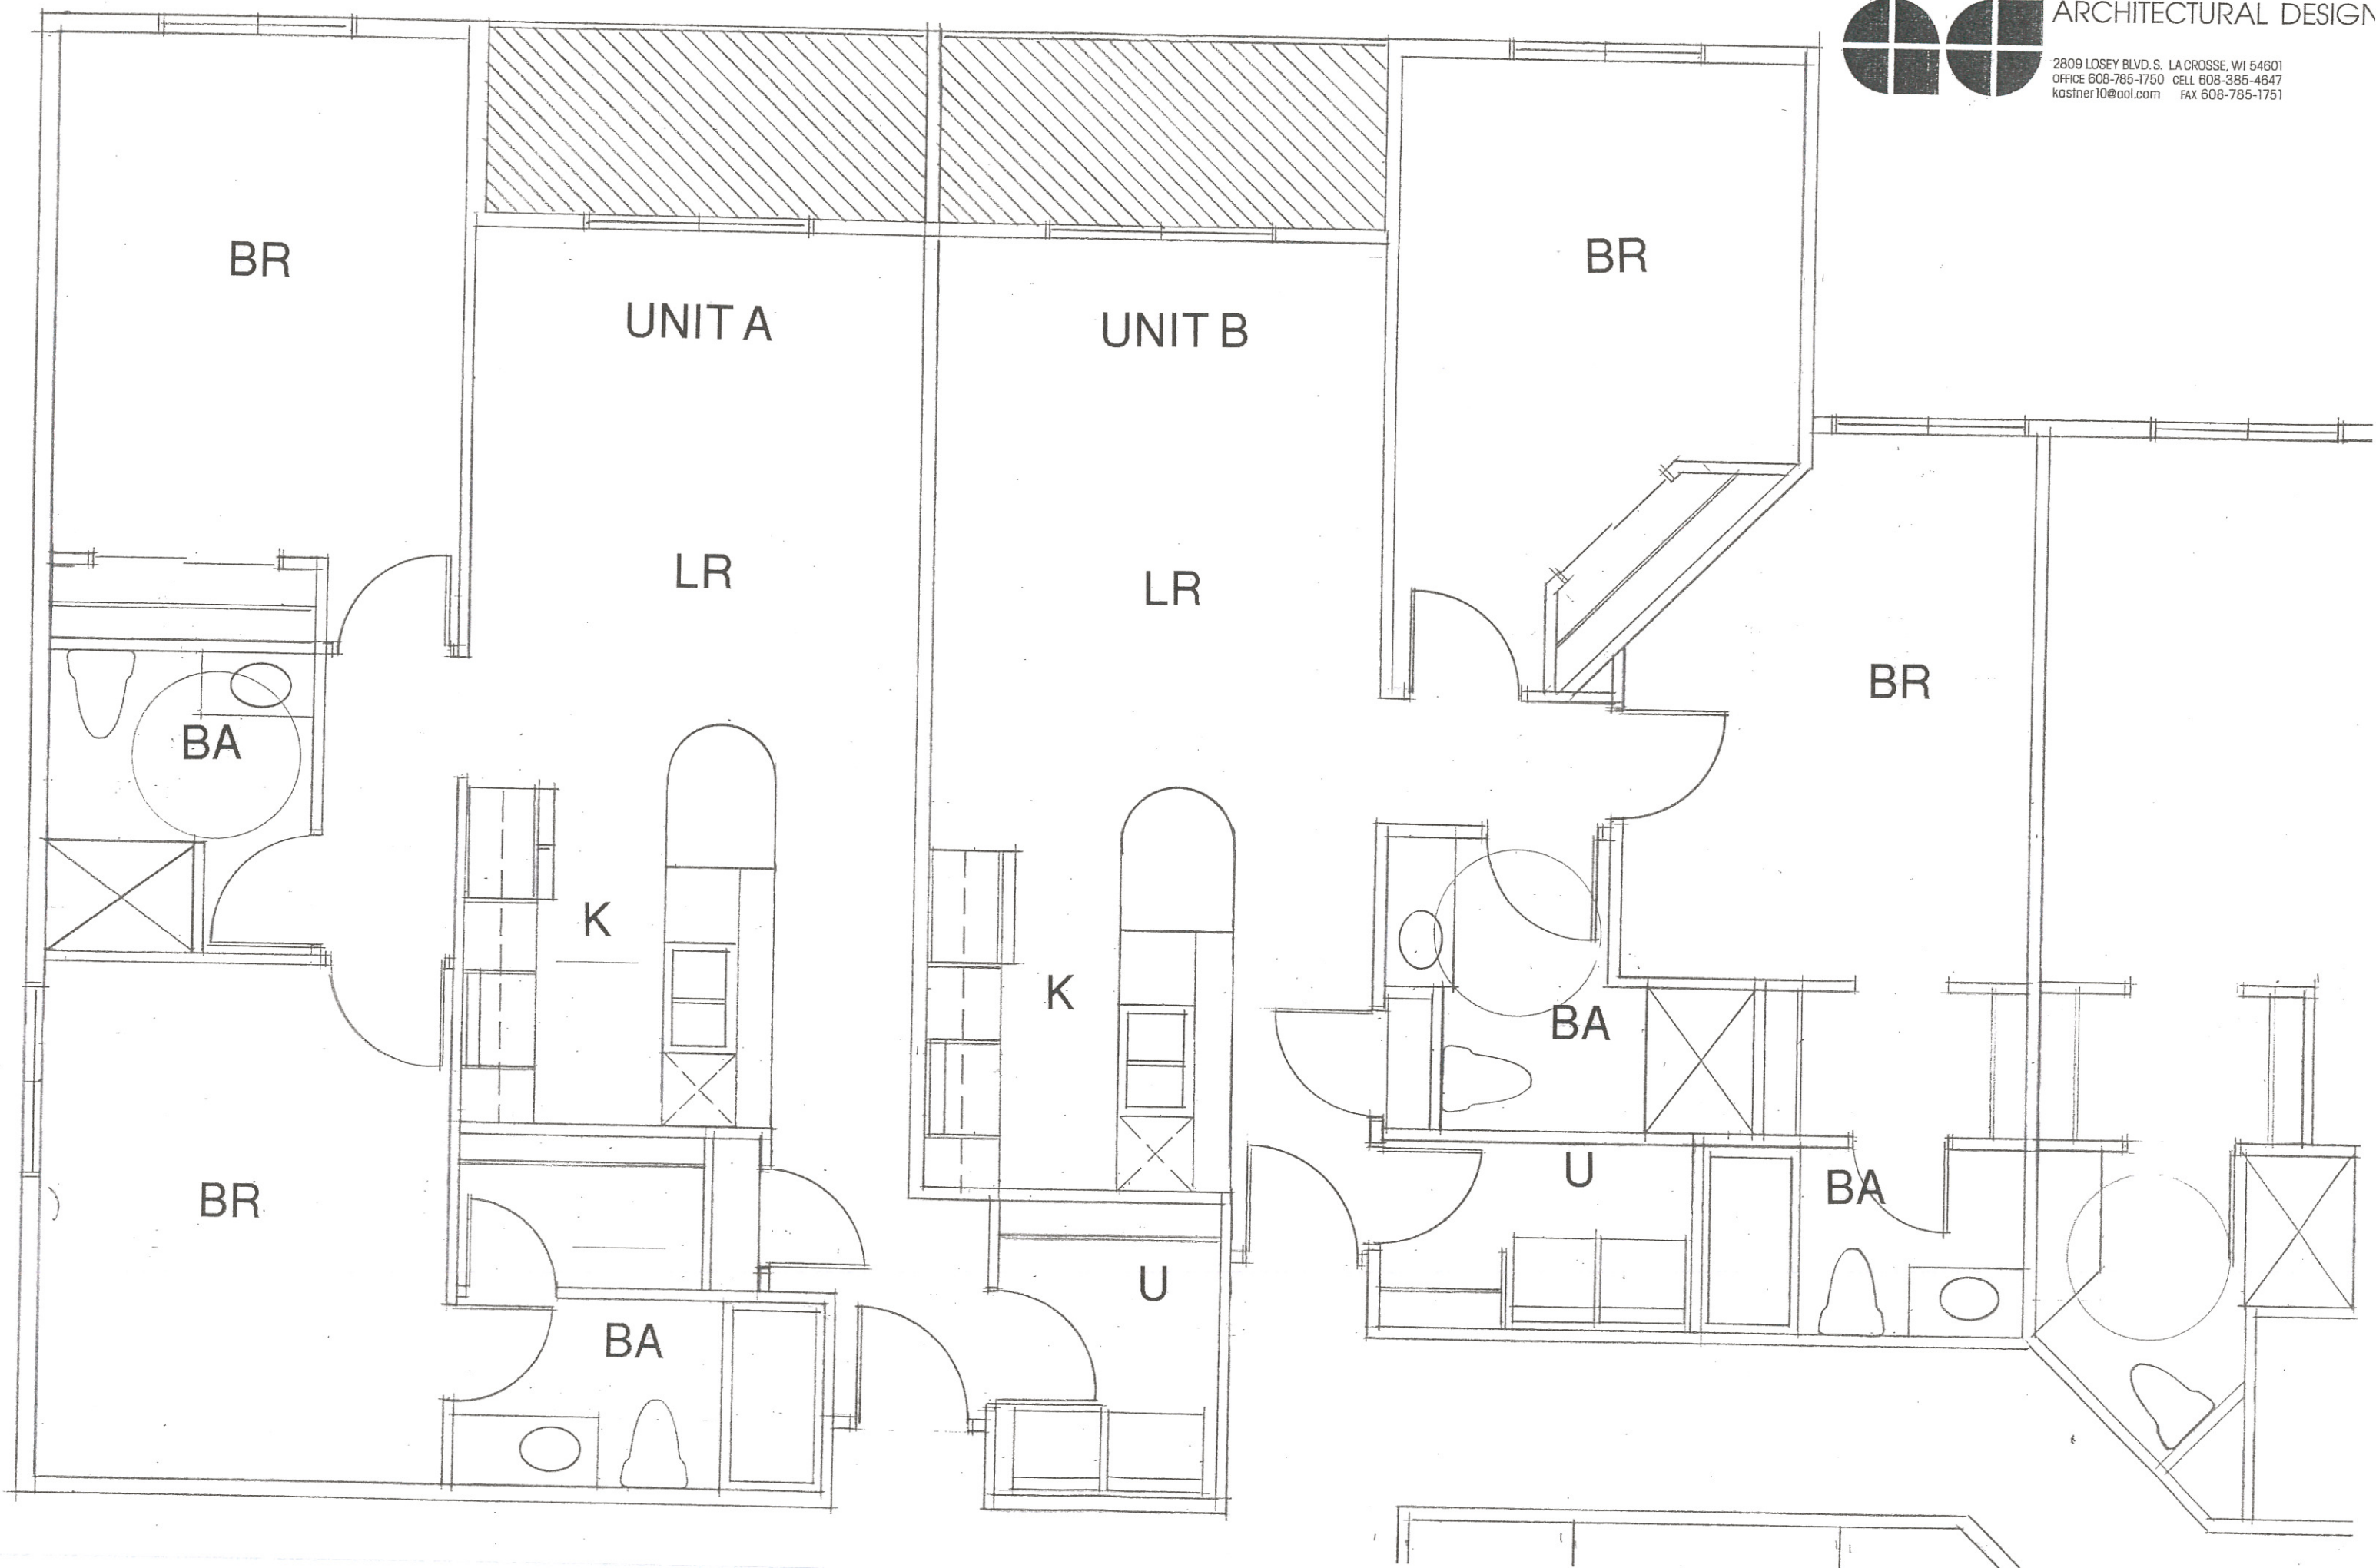 ARCHITECTURAL DESIGN
2809 LOSEY BLVD. S. LA CROSSE, WI 54601
OFFICE 608-785-1750 CELL 608-385-4647
kastner10@aol.com FAX 608-785-1751
BR
BR
UNIT A
UNIT B
LR
LR
BR
BA
K
K
BA
BR
U
BA
U
BA